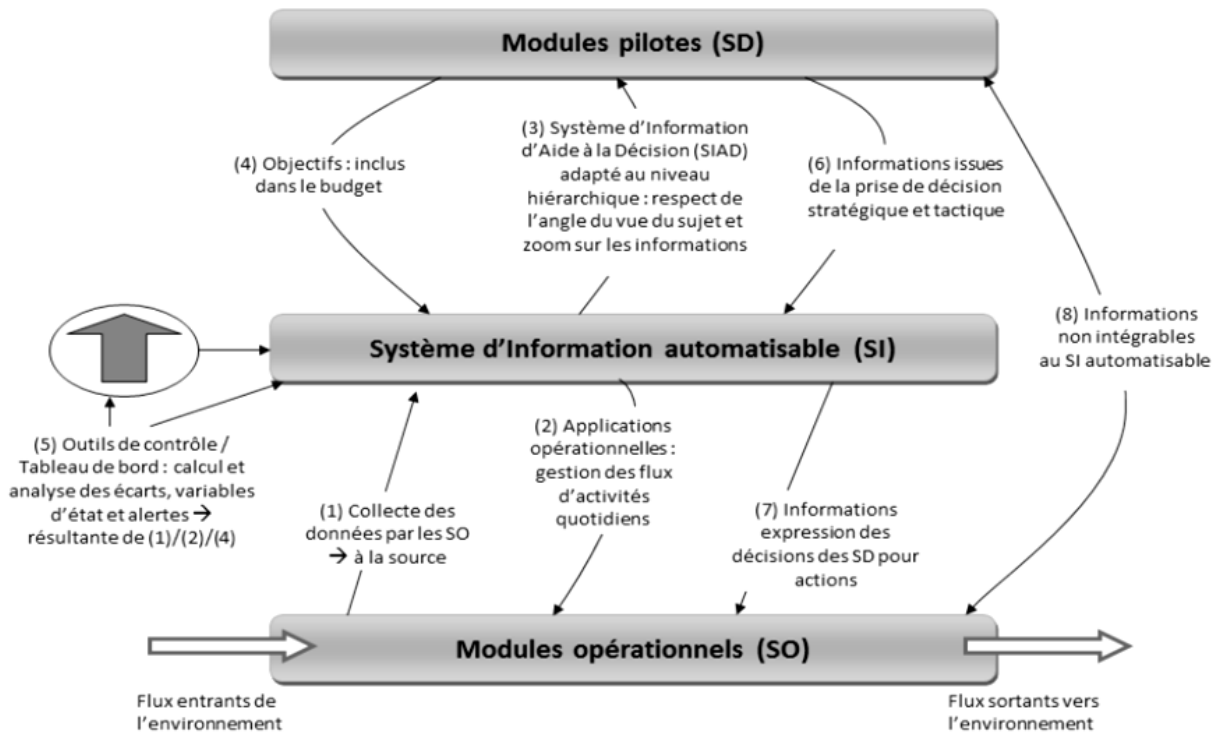 Modules pilotes (SD)
(4) Objectifs : inclus
dans le budget
(3) Système d'Information
d'Aide à la Décision (SIAD)
adapté au niveau
hiérarchique : respect de
l'angle du vue du sujet et
zoom sur les informations
(6) Informations issues
de la prise de décision
stratégique et tactique
(8) Informations
non intégrables
au SI automatisable
Système d'Information automatisable (SI)
(5) Outils de contrôle /
Tableau de bord : calcul et
analyse des écarts, variables
d'état et alertes →
résultante de (1)/(2)/(4)
(1) Collecte des
données par les SO
→ à la source
(2) Applications
opérationnelles :
gestion des flux
d'activités
quotidiens
(7) Informations
expression des
décisions des SD pour
actions
Modules opérationnels (SO)
Flux entrants de
l'environnement
Flux sortants vers
l'environnement